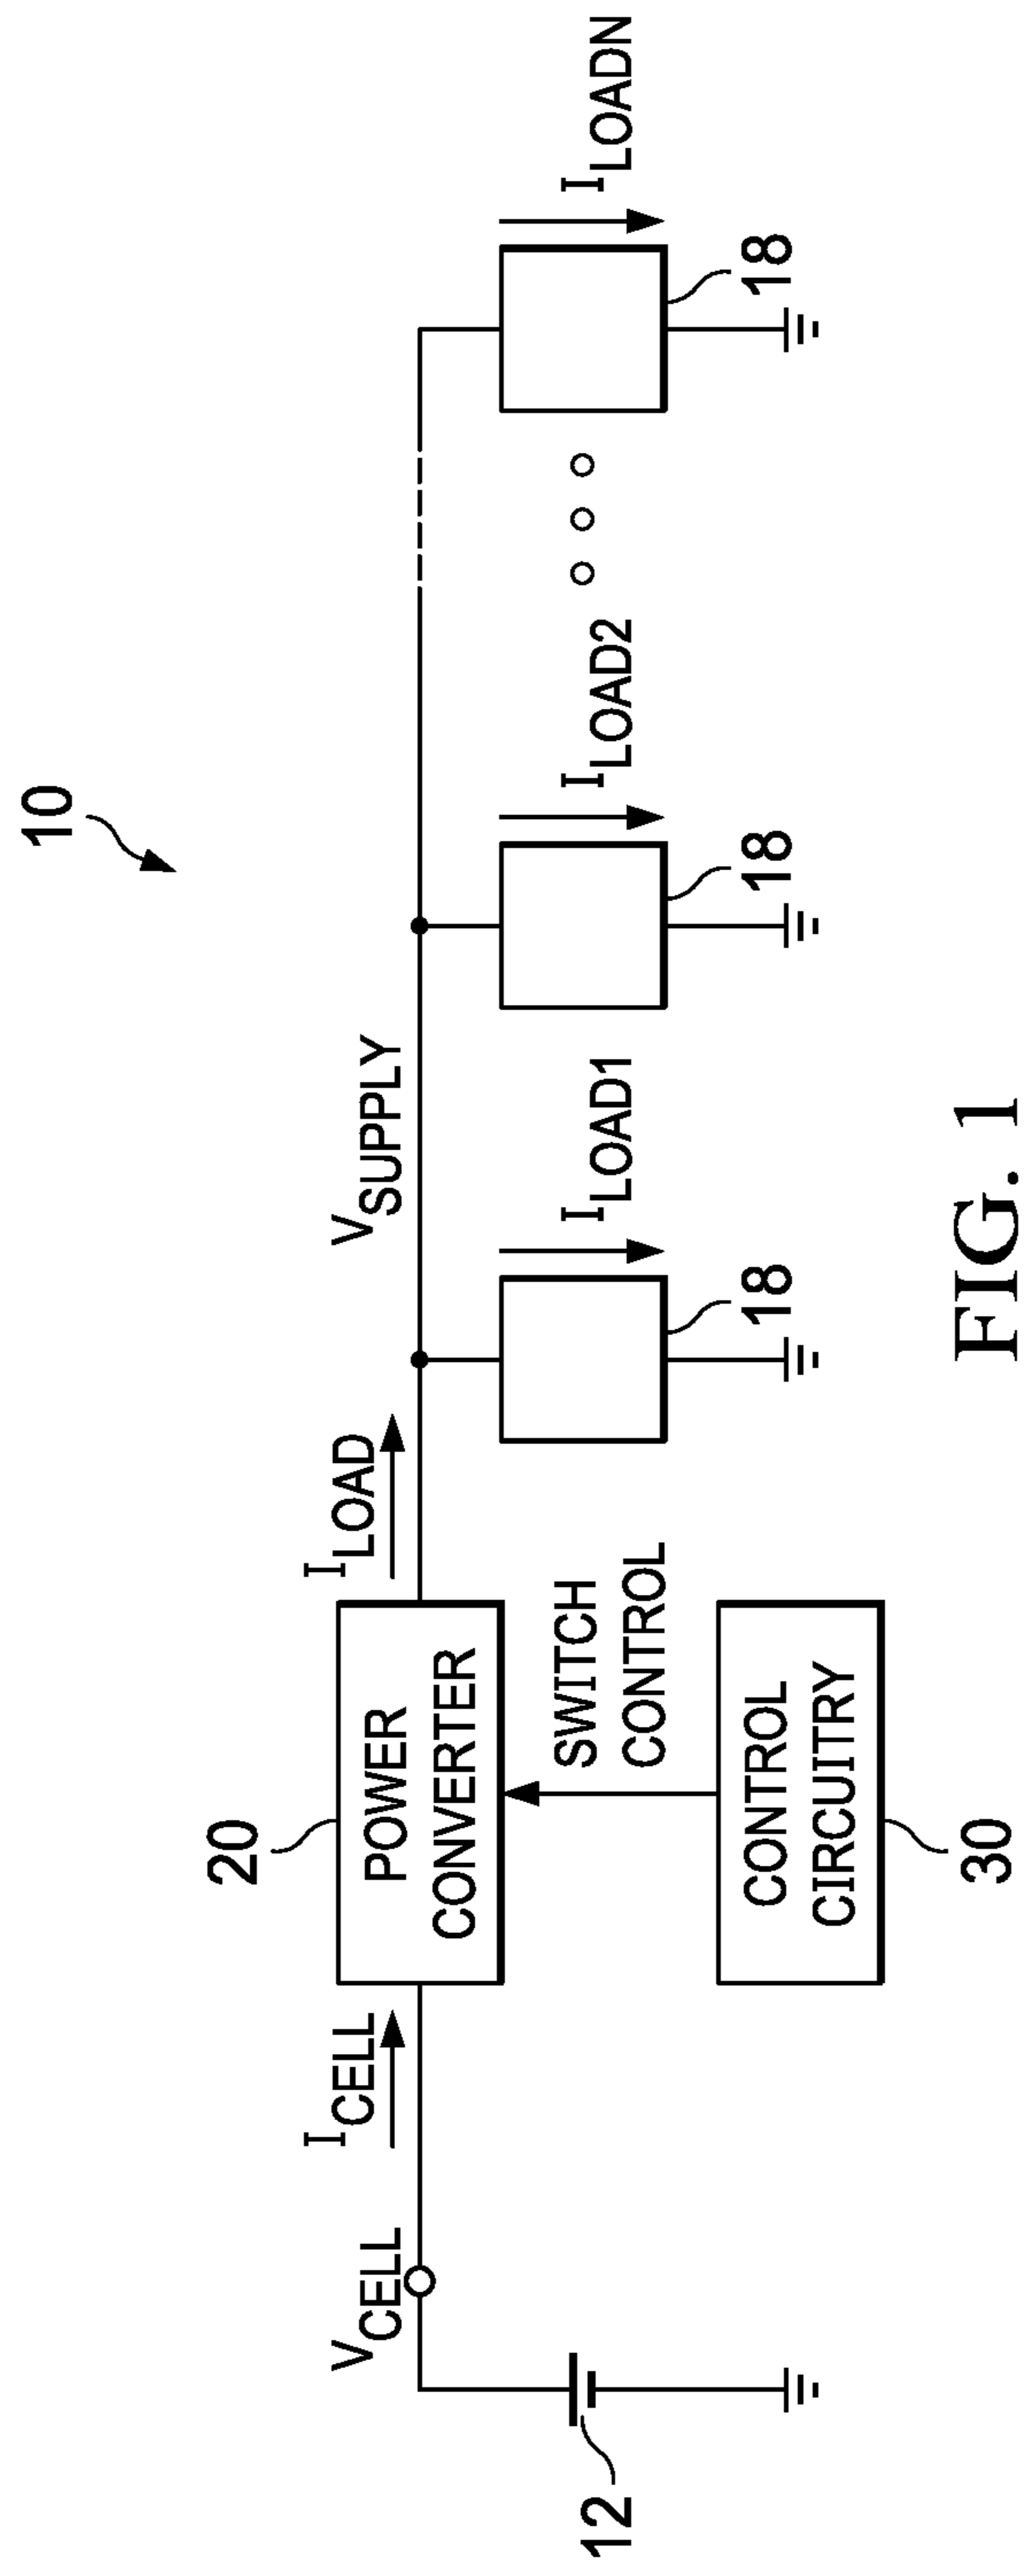 10
V_CELL
I_CELL
20
POWER
CONVERTER
I_LOAD
V_SUPPLY
12
SWITCH
CONTROL
I_LOAD1
I_LOAD2
I_LOADN
18
18
18
CONTROL
CIRCUITRY
30
FIG. 1